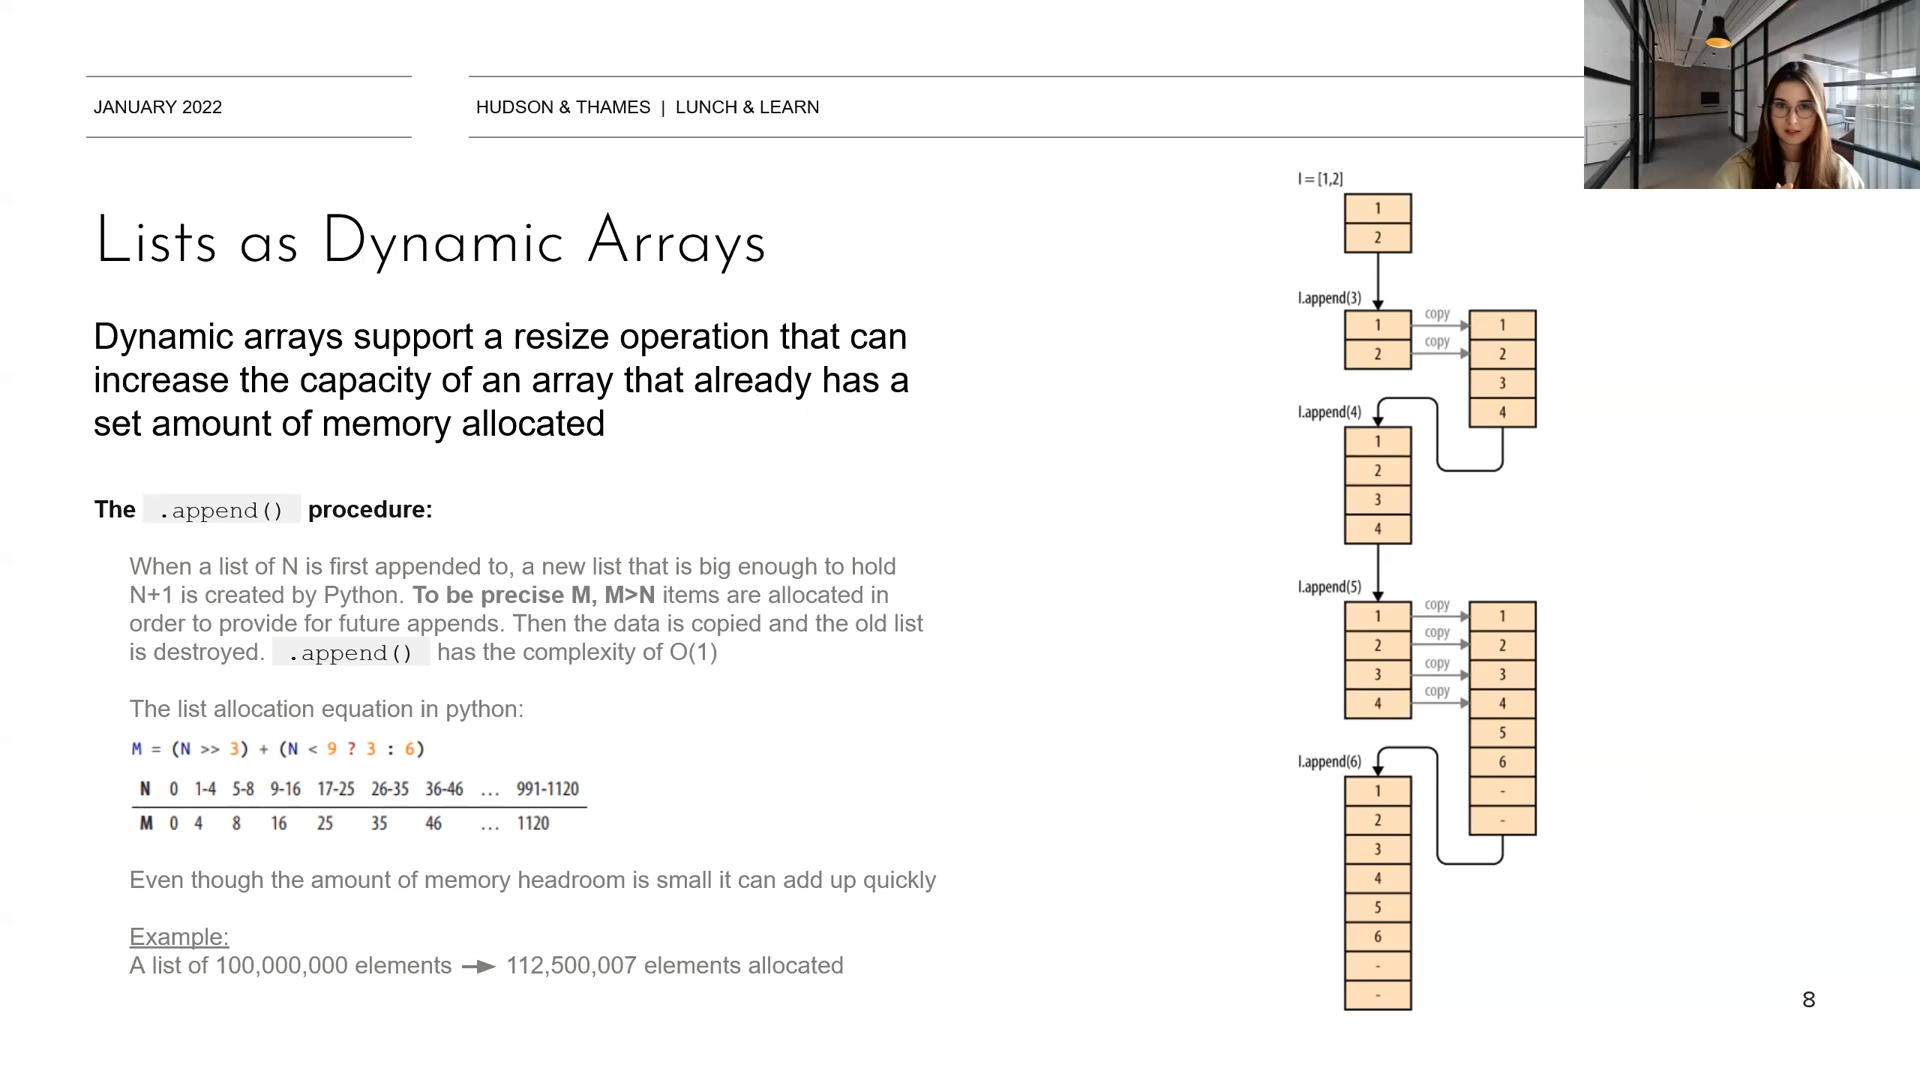 JANUARY 2022
HUDSON & THAMES | LUNCH & LEARN
Lists as Dynamic Arrays
Dynamic arrays support a resize operation that can
increase the capacity of an array that already has a
set amount of memory allocated
The .append() procedure:
When a list of N is first appended to, a new list that is big enough to hold
N+1 is created by Python. To be precise M, M>N items are allocated in
order to provide for future appends. Then the data is copied and the old list
is destroyed. .append() has the complexity of O(1)
The list allocation equation in python:
M = (N >> 3) + (N < 9 ? 3 : 6)
N 0 1-4 5-8 9-16 17-25 26-35 36-46 ... 991-1120
M 0 4 8 16 25 35 46 ... 1120
Even though the amount of memory headroom is small it can add up quickly
Example:
A list of 100,000,000 elements → 112,500,007 elements allocated
l = [1,2]
1
2
l.append(3)
1 copy 1
2 copy 2
3
4
l.append(4)
1
2
3
4
l.append(5)
1 copy 1
2 copy 2
3 copy 3
4 copy 4
5
6
-
-
l.append(6)
1
2
3
4
5
6
-
-
8